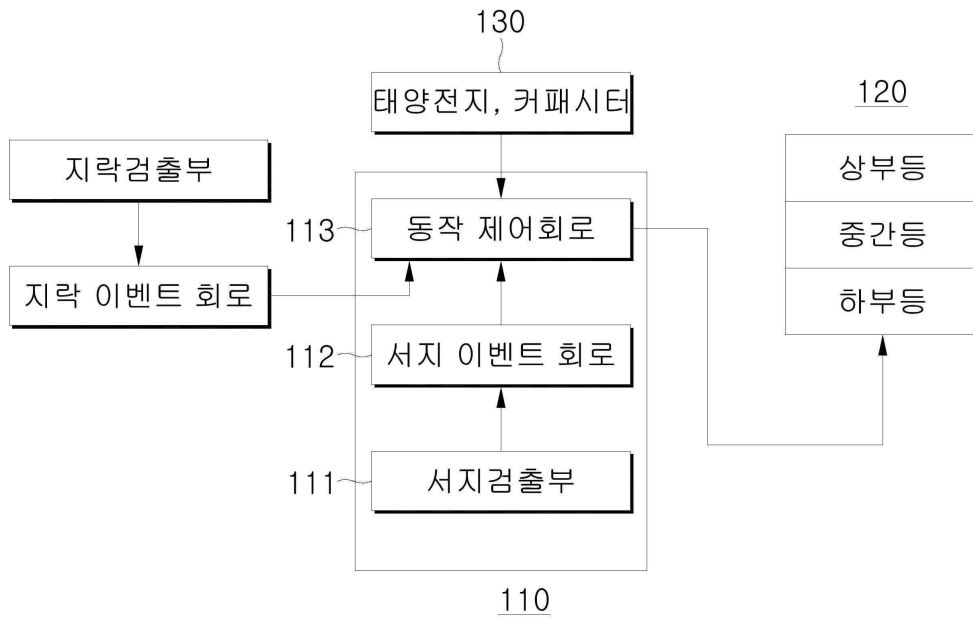 130
태양전지, 커패시터
120
지락검출부
상부등
113
동작 제어회로
중간등
지락 이벤트 회로
하부등
112
서지 이벤트 회로
111
서지검출부
110